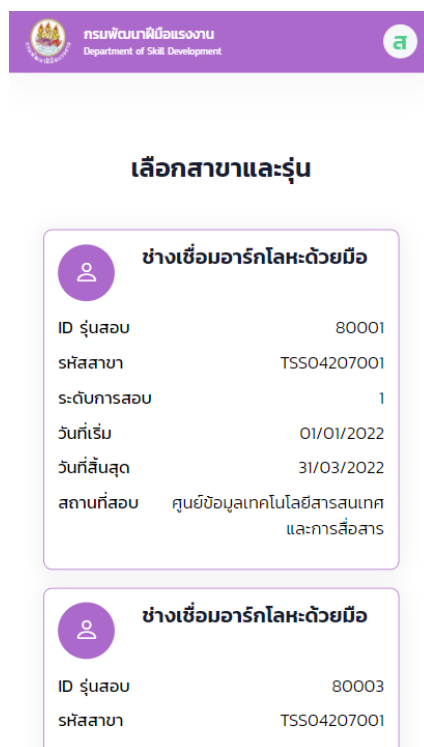 กรมพัฒนาฝีมือแรงงาน
Department of Skill Development
ส
เลือกสาขาและรุ่น
ช่างเชื่อมอาร์กโลหะด้วยมือ
ID รุ่นสอบ 80001
รหัสสาขา TSS04207001
ระดับการสอบ 1
วันที่เริ่ม 01/01/2022
วันที่สิ้นสุด 31/03/2022
สถานที่สอบ ศูนย์ข้อมูลเทคโนโลยีสารสนเทศ
และการสื่อสาร
ช่างเชื่อมอาร์กโลหะด้วยมือ
ID รุ่นสอบ 80003
รหัสสาขา TSS04207001